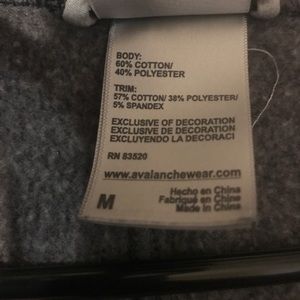 BODY:
60% COTTON/
40% POLYESTER
TRIM:
57% COTTON/ 38% POLYESTER/
5% SPANDEX
EXCLUSIVE OF DECORATION
EXCLUSIVE DE DECORATION
EXCLUYENDO LA DECORACI
RN 83520
www.avalanchewear.com
M
Hecho en China
Fabriqué en Chine
Made in China